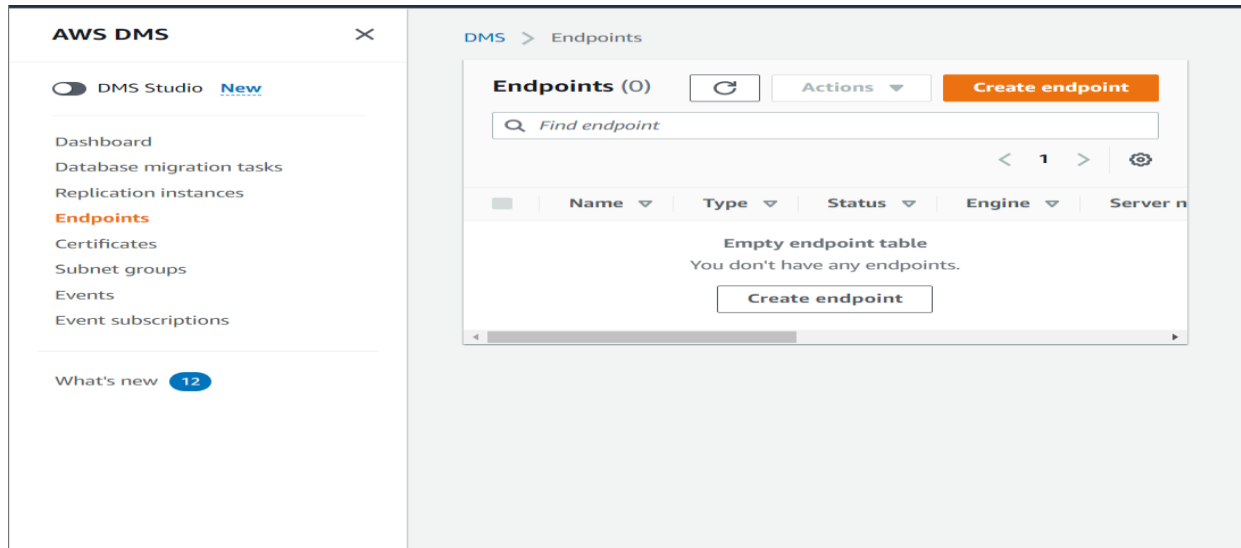 AWS DMS
DMS Studio New
Dashboard
Database migration tasks
Replication instances
Endpoints
Certificates
Subnet groups
Events
Event subscriptions
What's new 12
DMS > Endpoints
Endpoints (0) Actions Create endpoint
Find endpoint
< 1 >
Name Type Status Engine Server n
Empty endpoint table
You don't have any endpoints.
Create endpoint